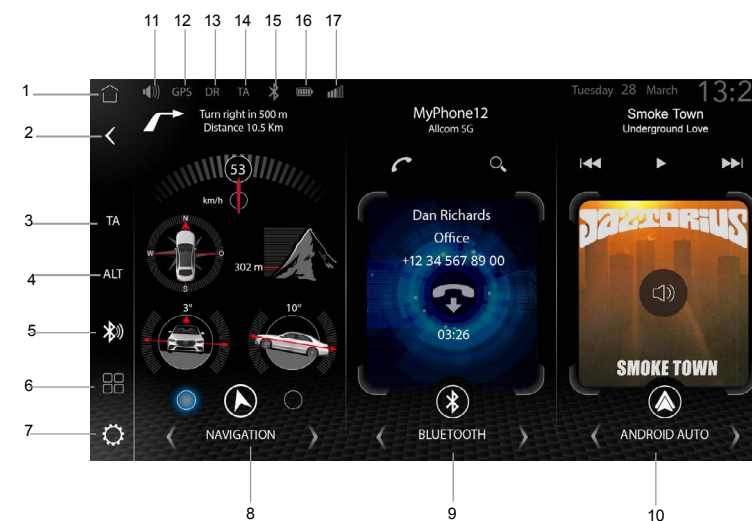 11 12 13 14 15 16 17
1
GPS DR TA
Tuesday 28 March 13:2
2
Turn right in 500 m
Distance 10.5 Km
MyPhone12
Allcom 5G
Smoke Town
Underground Love
53
km/h
3
TA
N
W O
S
302 m
4
ALT
Dan Richards
Office
+12 34 567 89 00
03:26
JAZTORIUS
SMOKE TOWN
5
3°
10°
6
7
NAVIGATION
BLUETOOTH
ANDROID AUTO
8
9
10